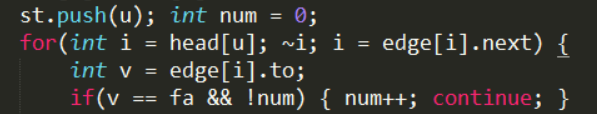 st.push(u); int num = 0;
for(int i = head[u]; ~i; i = edge[i].next) {
int v = edge[i].to;
if(v == fa && !num) { num++; continue; }